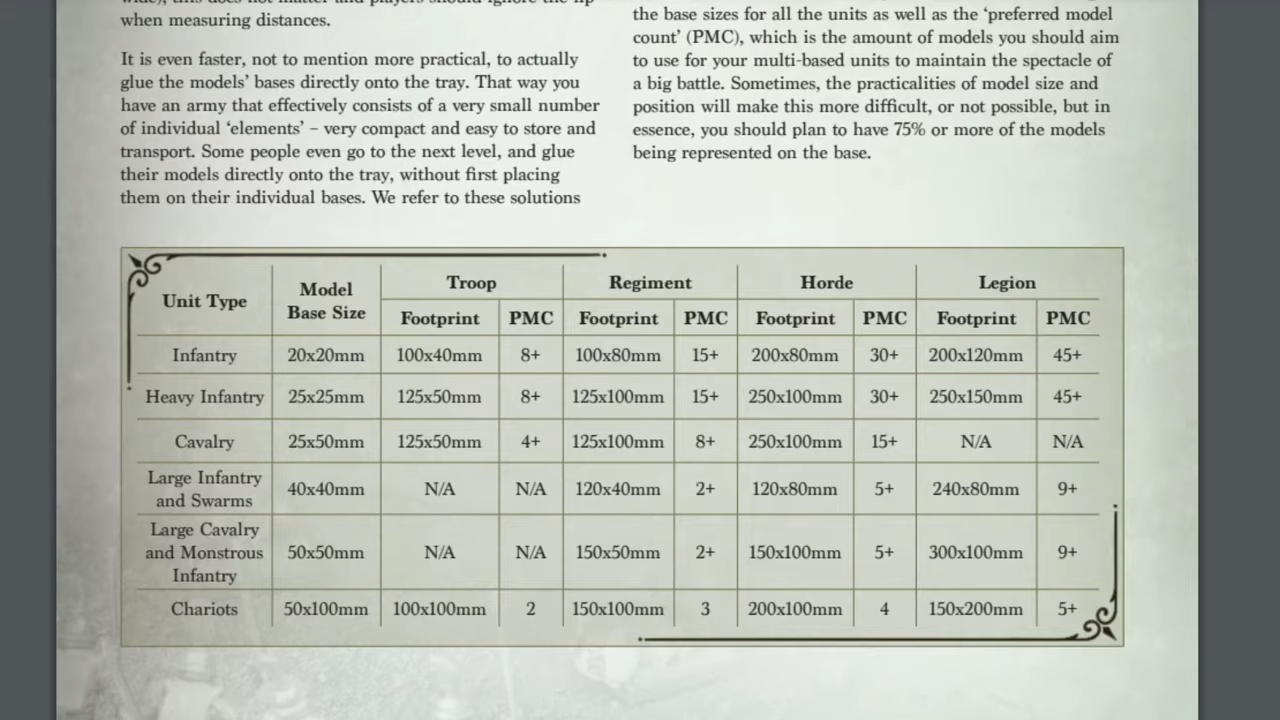 when measuring distances.
It is even faster, not to mention more practical, to actually
glue the models’ bases directly onto the tray. That way you
have an army that effectively consists of a very small number
of individual ‘elements’ – very compact and easy to store and
transport. Some people even go to the next level, and glue
their models directly onto the tray, without first placing
them on their individual bases. We refer to these solutions
the base sizes for all the units as well as the ‘preferred model
count’ (PMC), which is the amount of models you should aim
to use for your multi-based units to maintain the spectacle of
a big battle. Sometimes, the practicalities of model size and
position will make this more difficult, or not possible, but in
essence, you should plan to have 75% or more of the models
being represented on the base.
Unit Type Model Base Size Troop Regiment Horde Legion
Footprint PMC Footprint PMC Footprint PMC Footprint PMC
Infantry 20x20mm 100x40mm 8+ 100x80mm 15+ 200x80mm 30+ 200x120mm 45+
Heavy Infantry 25x25mm 125x50mm 8+ 125x100mm 15+ 250x100mm 30+ 250x150mm 45+
Cavalry 25x50mm 125x50mm 4+ 125x100mm 8+ 250x100mm 15+ N/A N/A
Large Infantry
and Swarms 40x40mm N/A N/A 120x40mm 2+ 120x80mm 5+ 240x80mm 9+
Large Cavalry
and Monstrous
Infantry 50x50mm N/A N/A 150x50mm 2+ 150x100mm 5+ 300x100mm 9+
Chariots 50x100mm 100x100mm 2 150x100mm 3 200x100mm 4 150x200mm 5+